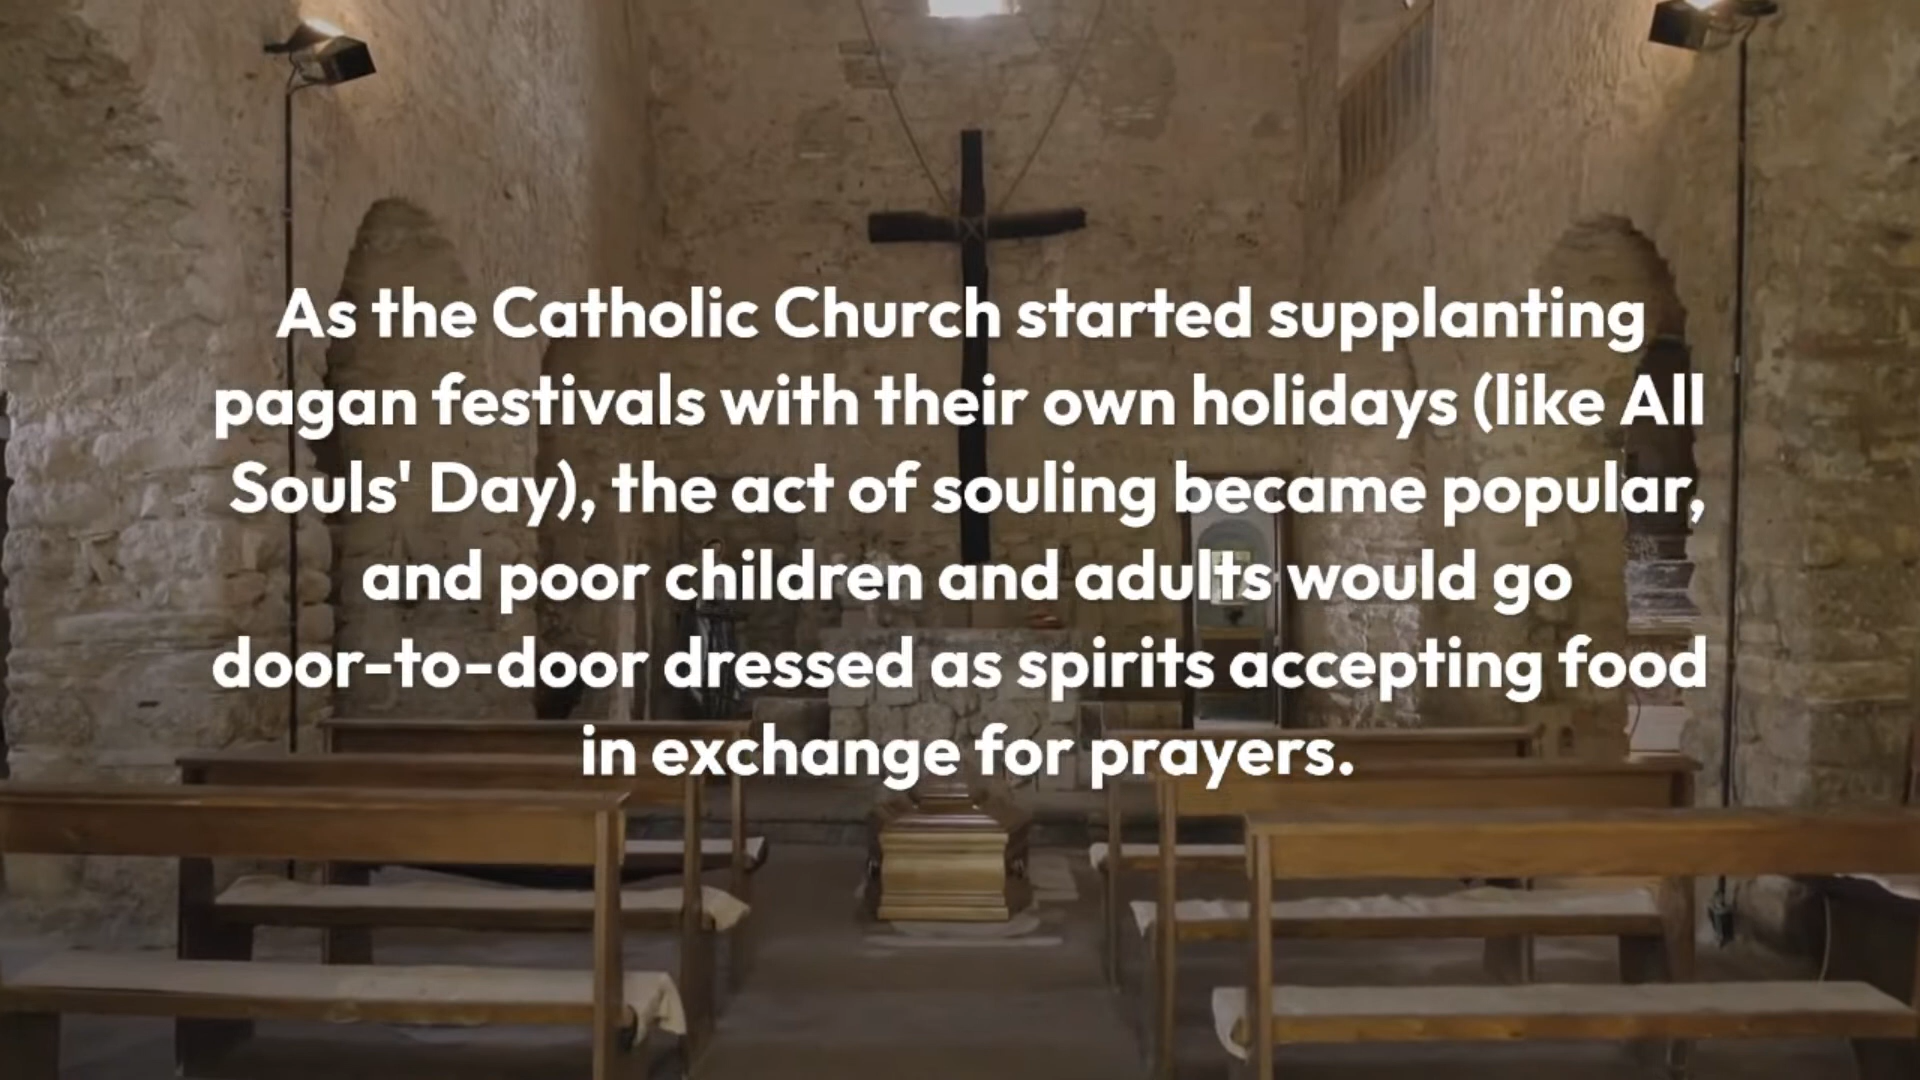 As the Catholic Church started supplanting
pagan festivals with their own holidays (like All
Souls' Day), the act of souling became popular,
and poor children and adults would go
door-to-door dressed as spirits accepting food
in exchange for prayers.